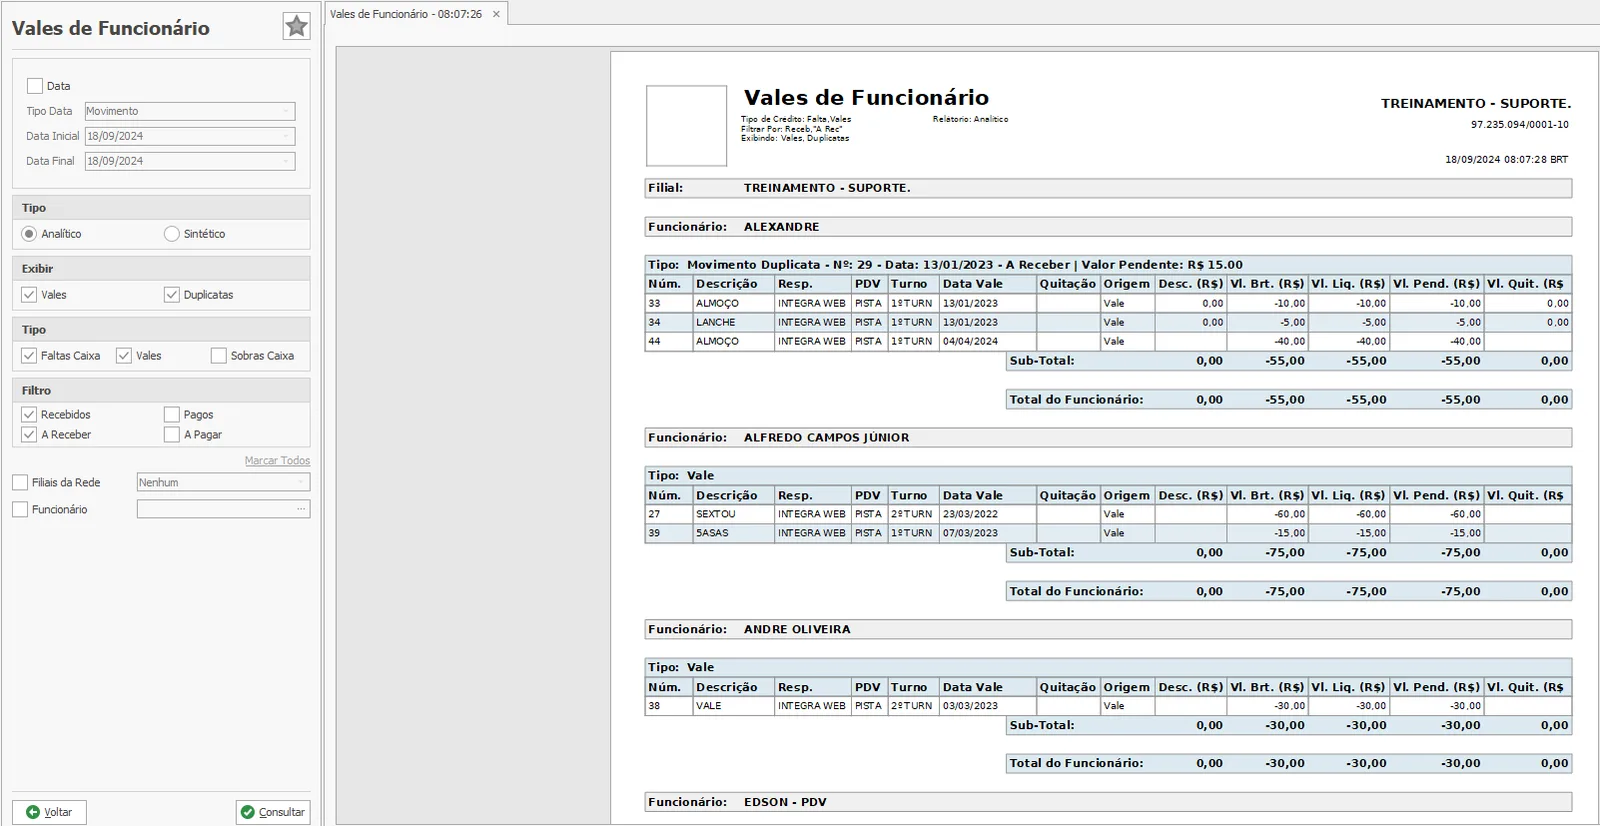 Vales de Funcionário
Data
Tipo Data Movimento
Data Inicial 18/09/2024
Data Final 18/09/2024
Tipo
Analítico Sintético
Exibir
Vales Duplicatas
Tipo
Faltas Caixa Vales Sobras Caixa
Filtro
Recebidos Pagos
A Receber A Pagar
Marcar Todos
Filiais da Rede Nenhum
Funcionário ...
Voltar Consultar
Vales de Funcionário - 08:07:26 ×
Vales de Funcionário
Tipo de Crédito: Falta,Vales Relatorio: Analítico
Filtrar Por: Receb,"A Rec"
Exibindo: Vales, Duplicatas
TREINAMENTO - SUPORTE.
97.235.094/0001-10
18/09/2024 08:07:28 BRT
Filial: TREINAMENTO - SUPORTE.
Funcionário: ALEXANDRE
Tipo: Movimento Duplicata - Nº: 29 - Data: 13/01/2023 - A Receber | Valor Pendente: R$ 15.00
Núm. Descrição Resp. PDV Turno Data Vale Quitação Origem Desc. (R$) Vl. Brt. (R$) Vl. Liq. (R$) Vl. Pend. (R$) Vl. Quit. (R$
33 ALMOÇO INTEGRA WEB PISTA 1ºTURN 13/01/2023 Vale 0,00 -10,00 -10,00 -10,00 0,00
34 LANCHE INTEGRA WEB PISTA 1ºTURN 13/01/2023 Vale 0,00 -5,00 -5,00 -5,00 0,00
44 ALMOÇO INTEGRA WEB PISTA 1ºTURN 04/04/2024 Vale -40,00 -40,00 -40,00
Sub-Total: 0,00 -55,00 -55,00 -55,00 0,00
Total do Funcionário: 0,00 -55,00 -55,00 -55,00 0,00
Funcionário: ALFREDO CAMPOS JÚNIOR
Tipo: Vale
Núm. Descrição Resp. PDV Turno Data Vale Quitação Origem Desc. (R$) Vl. Brt. (R$) Vl. Liq. (R$) Vl. Pend. (R$) Vl. Quit. (R$
27 SEXTOU INTEGRA WEB PISTA 2ºTURN 23/03/2022 Vale -60,00 -60,00 -60,00
39 5ASAS INTEGRA WEB PISTA 1ºTURN 07/03/2023 Vale -15,00 -15,00 -15,00
Sub-Total: 0,00 -75,00 -75,00 -75,00 0,00
Total do Funcionário: 0,00 -75,00 -75,00 -75,00 0,00
Funcionário: ANDRE OLIVEIRA
Tipo: Vale
Núm. Descrição Resp. PDV Turno Data Vale Quitação Origem Desc. (R$) Vl. Brt. (R$) Vl. Liq. (R$) Vl. Pend. (R$) Vl. Quit. (R$
38 VALE INTEGRA WEB PISTA 2ºTURN 03/03/2023 Vale -30,00 -30,00 -30,00
Sub-Total: 0,00 -30,00 -30,00 -30,00 0,00
Total do Funcionário: 0,00 -30,00 -30,00 -30,00 0,00
Funcionário: EDSON - PDV